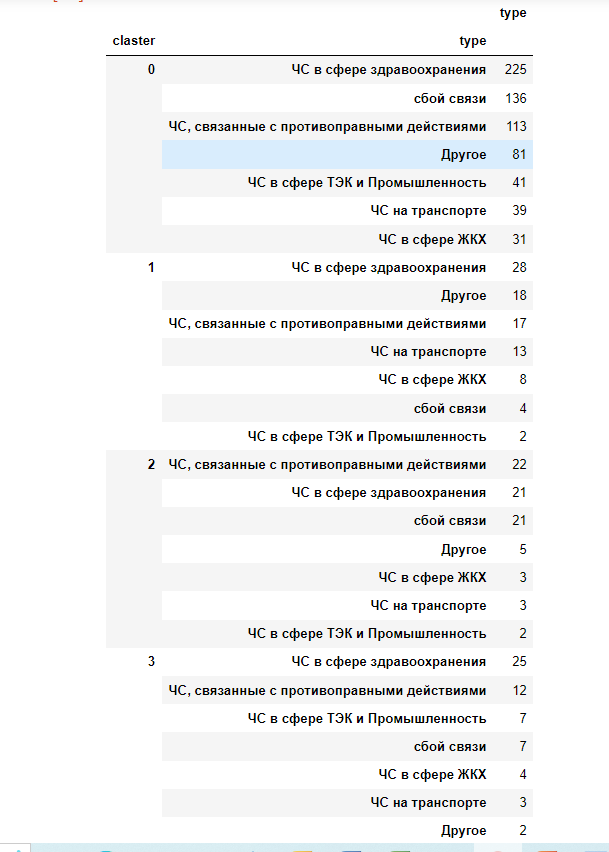 type
claster type
0 ЧС в сфере здравоохранения 225
сбой связи 136
ЧС, связанные с противоправными действиями 113
Другое 81
ЧС в сфере ТЭК и Промышленность 41
ЧС на транспорте 39
ЧС в сфере ЖКХ 31
1 ЧС в сфере здравоохранения 28
Другое 18
ЧС, связанные с противоправными действиями 17
ЧС на транспорте 13
ЧС в сфере ЖКХ 8
сбой связи 4
ЧС в сфере ТЭК и Промышленность 2
2 ЧС, связанные с противоправными действиями 22
ЧС в сфере здравоохранения 21
сбой связи 21
Другое 5
ЧС в сфере ЖКХ 3
ЧС на транспорте 3
ЧС в сфере ТЭК и Промышленность 2
3 ЧС в сфере здравоохранения 25
ЧС, связанные с противоправными действиями 12
ЧС в сфере ТЭК и Промышленность 7
сбой связи 7
ЧС в сфере ЖКХ 4
ЧС на транспорте 3
Другое 2